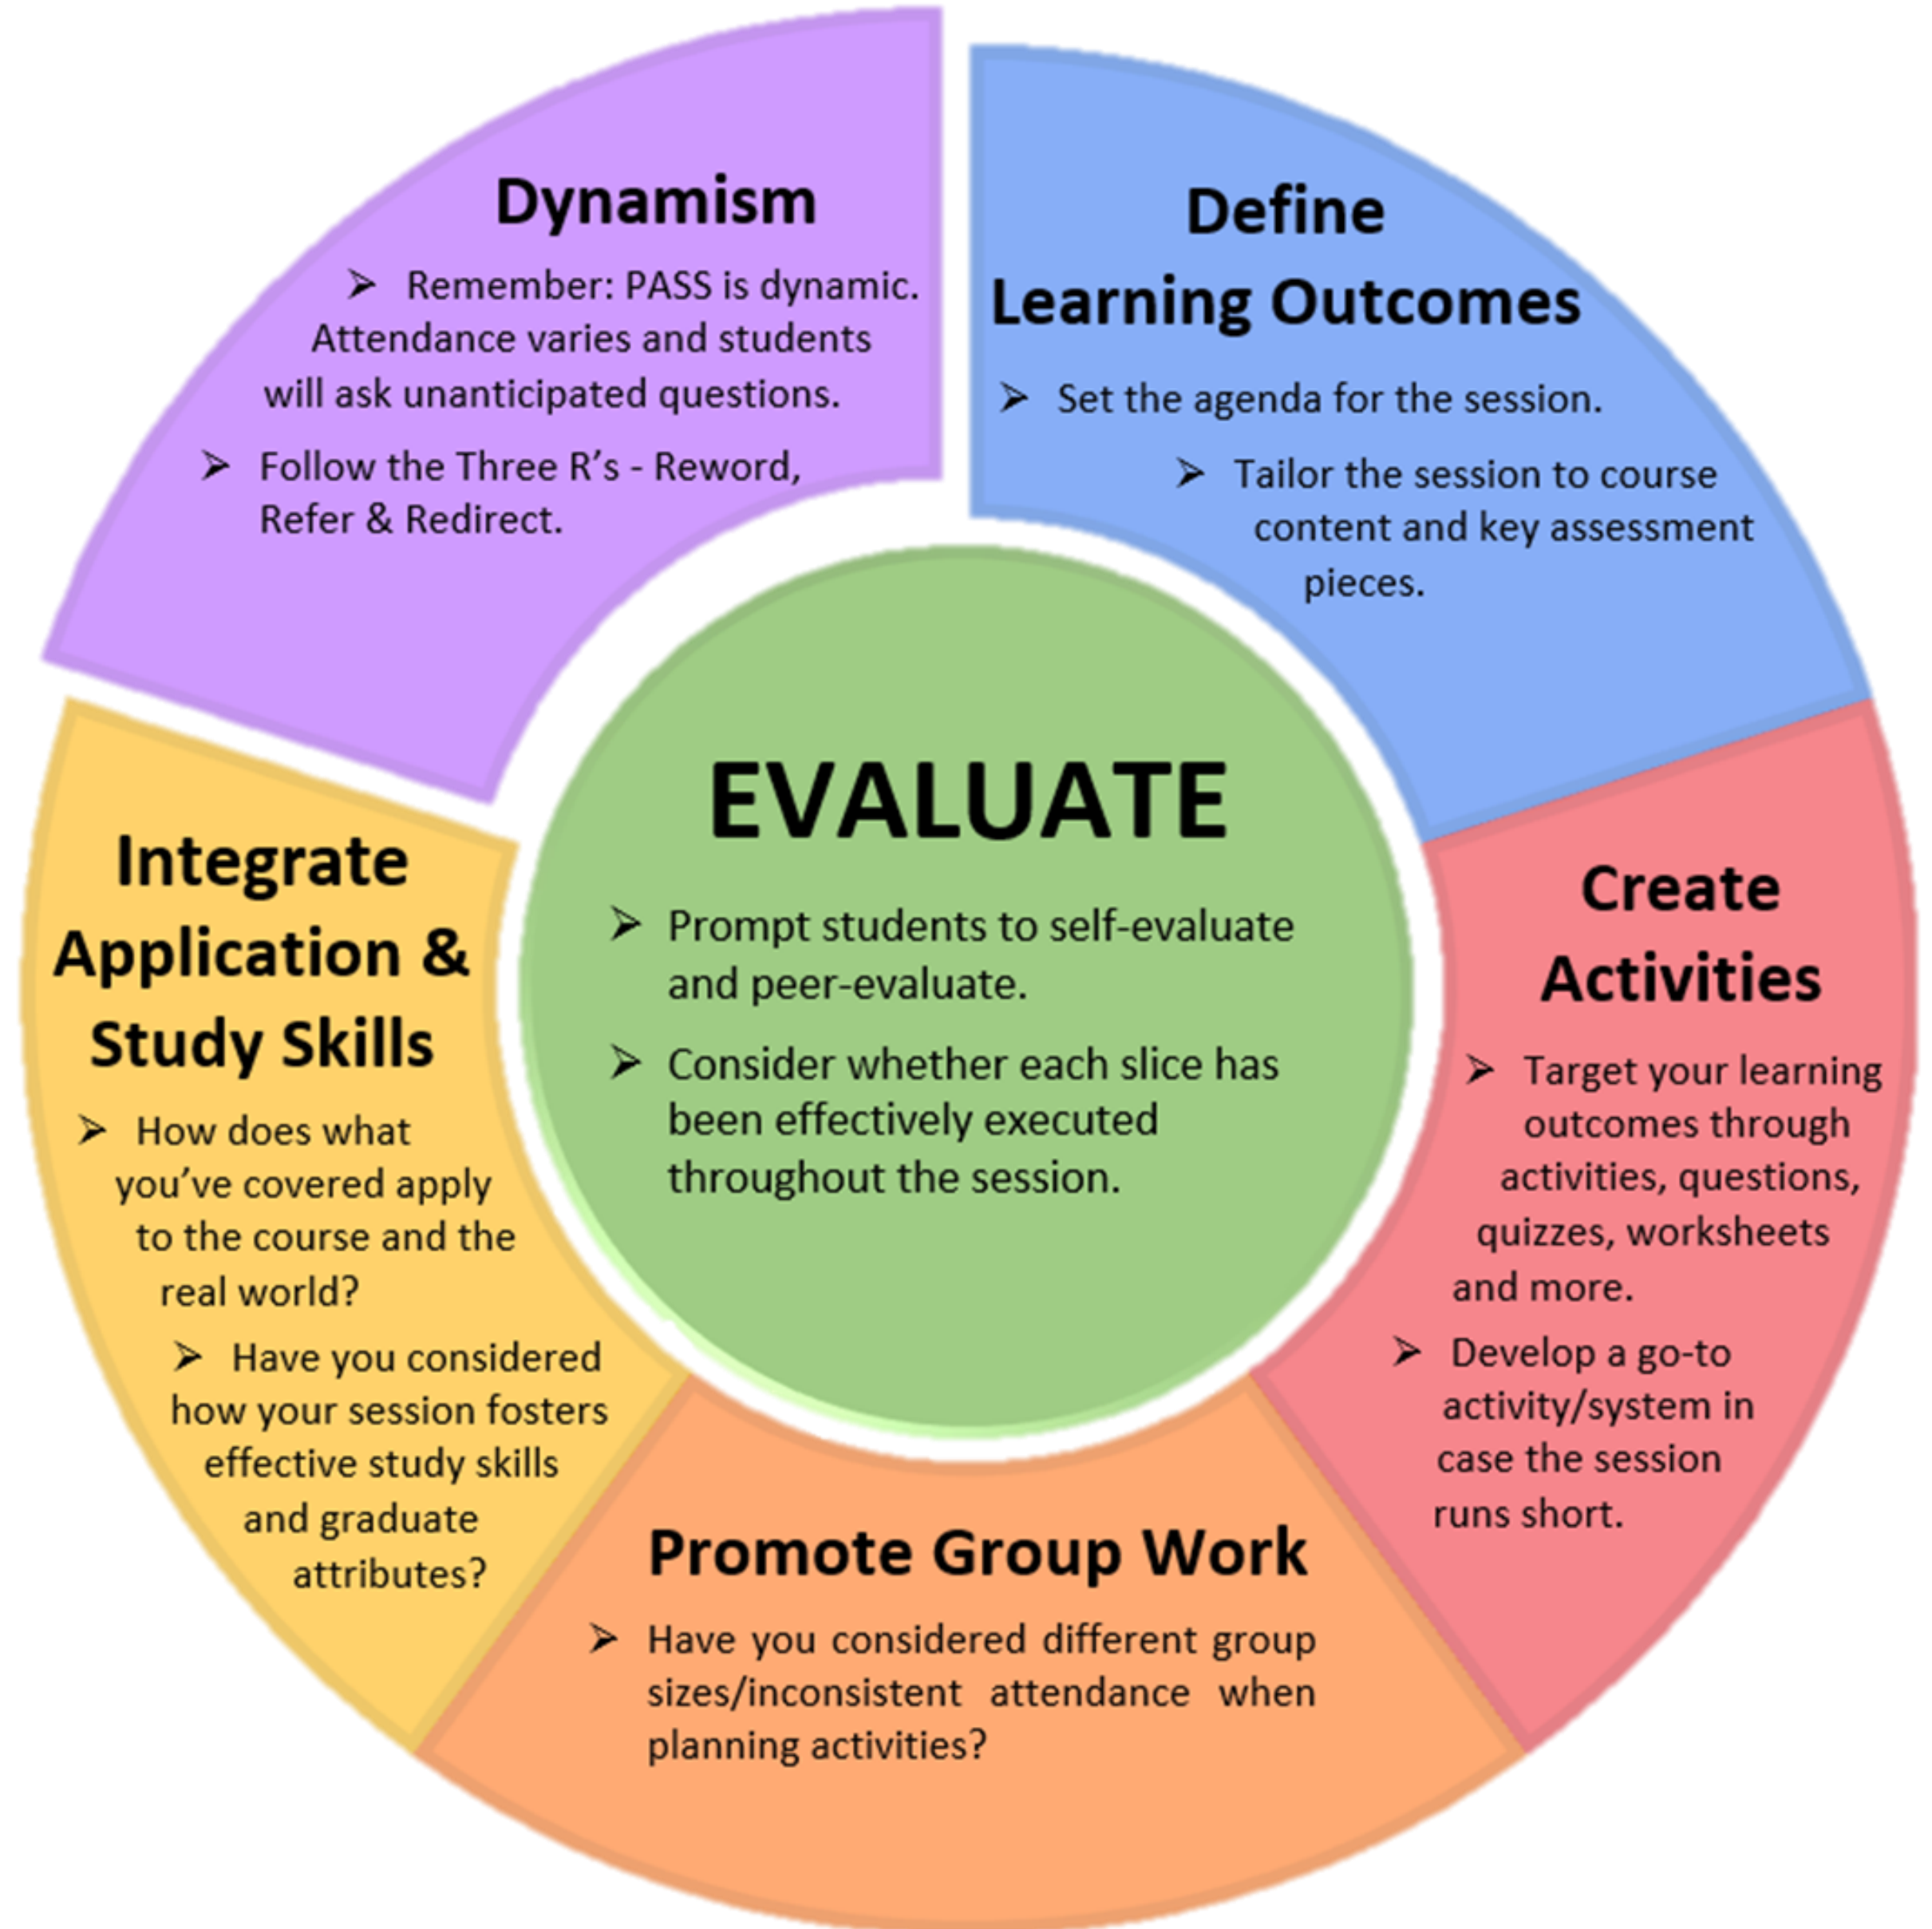 Dynamism
➢ Remember: PASS is dynamic.
Attendance varies and students
will ask unanticipated questions.
➢ Follow the Three R’s - Reword,
Refer & Redirect.
Define
Learning Outcomes
➢ Set the agenda for the session.
➢ Tailor the session to course
content and key assessment
pieces.
Create
Activities
➢ Target your learning
outcomes through
activities, questions,
quizzes, worksheets
and more.
➢ Develop a go-to
activity/system in
case the session
runs short.
Promote Group Work
➢ Have you considered different group
sizes/inconsistent attendance when
planning activities?
Integrate
Application &
Study Skills
➢ How does what
you’ve covered apply
to the course and the
real world?
➢ Have you considered
how your session fosters
effective study skills
and graduate
attributes?
EVALUATE
➢ Prompt students to self-evaluate
and peer-evaluate.
➢ Consider whether each slice has
been effectively executed
throughout the session.